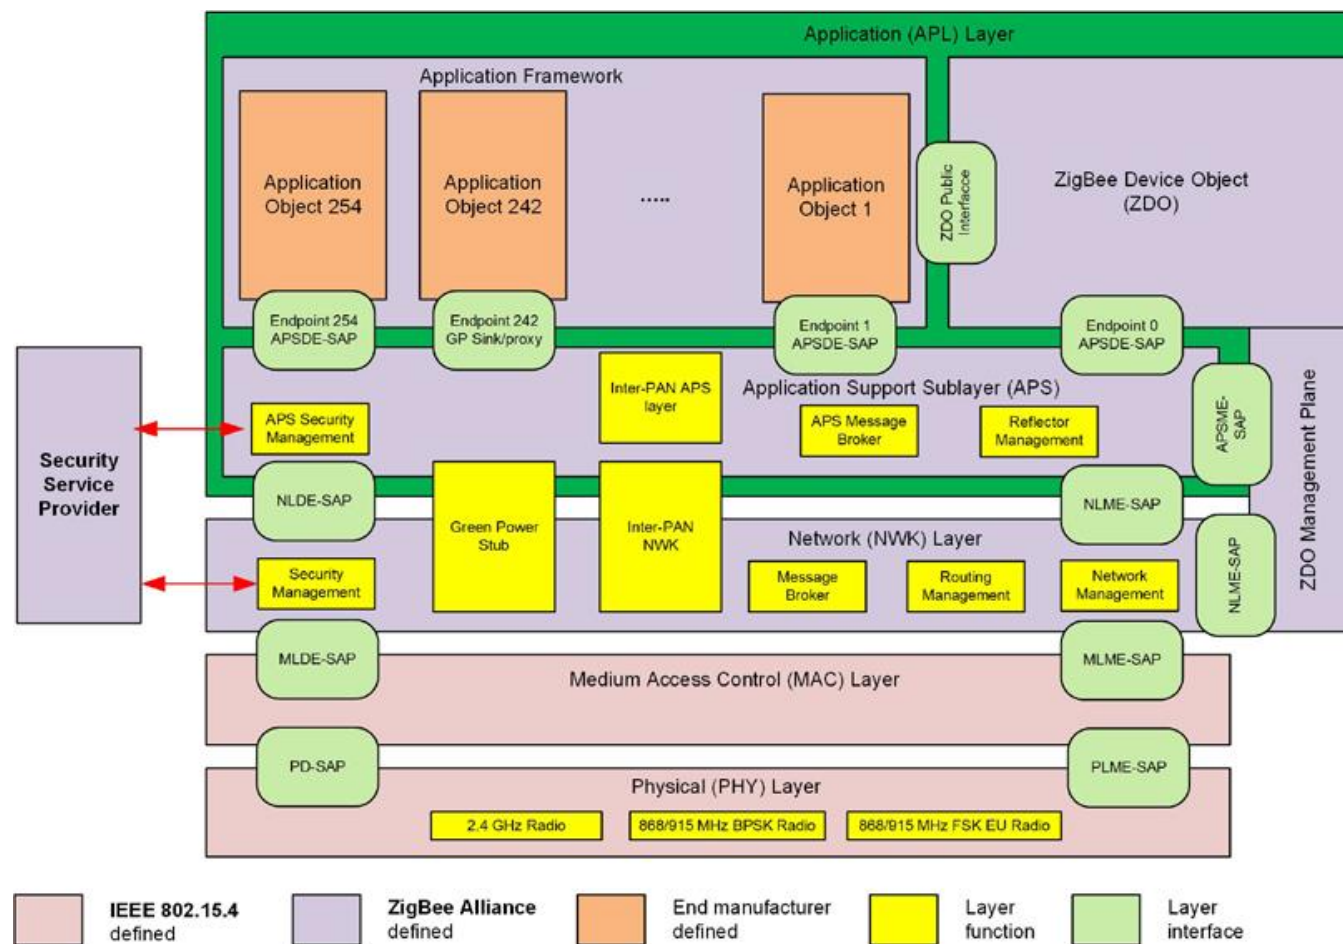 Application (APL) Layer
Application Framework
Application
Object 254
Application
Object 242
.....
Application
Object 1
ZDO Public
Interfacce
ZigBee Device Object
(ZDO)
Endpoint 254
APSDE-SAP
Endpoint 242
GP Sink/proxy
Endpoint 1
APSDE-SAP
Endpoint 0
APSDE-SAP
Inter-PAN APS
layer
Application Support Sublayer (APS)
APS Security
Management
APS Message
Broker
Reflector
Management
APSME-
SAP
ZDO Management Plane
Security
Service
Provider
NLDE-SAP
Green Power
Stub
Inter-PAN
NWK
NLME-SAP
Network (NWK) Layer
NLME-SAP
Security
Management
Message
Broker
Routing
Management
Network
Management
MLDE-SAP
MLME-SAP
Medium Access Control (MAC) Layer
PD-SAP
PLME-SAP
Physical (PHY) Layer
2.4 GHz Radio
868/915 MHz BPSK Radio
868/915 MHz FSK EU Radio
IEEE 802.15.4
defined
ZigBee Alliance
defined
End manufacturer
defined
Layer
function
Layer
interface